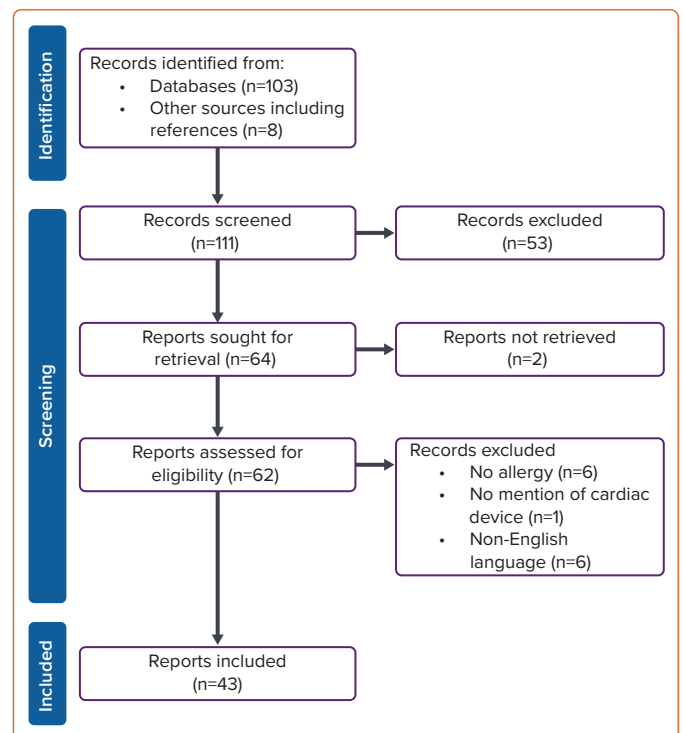 Identification
Records identified from:
• Databases (n=103)
• Other sources including
references (n=8)
Screening
Records screened
(n=111)
Records excluded
(n=53)
Reports sought for
retrieval (n=64)
Reports not retrieved
(n=2)
Reports assessed for
eligibility (n=62)
Records excluded
• No allergy (n=6)
• No mention of cardiac
device (n=1)
• Non-English
language (n=6)
Included
Reports included
(n=43)